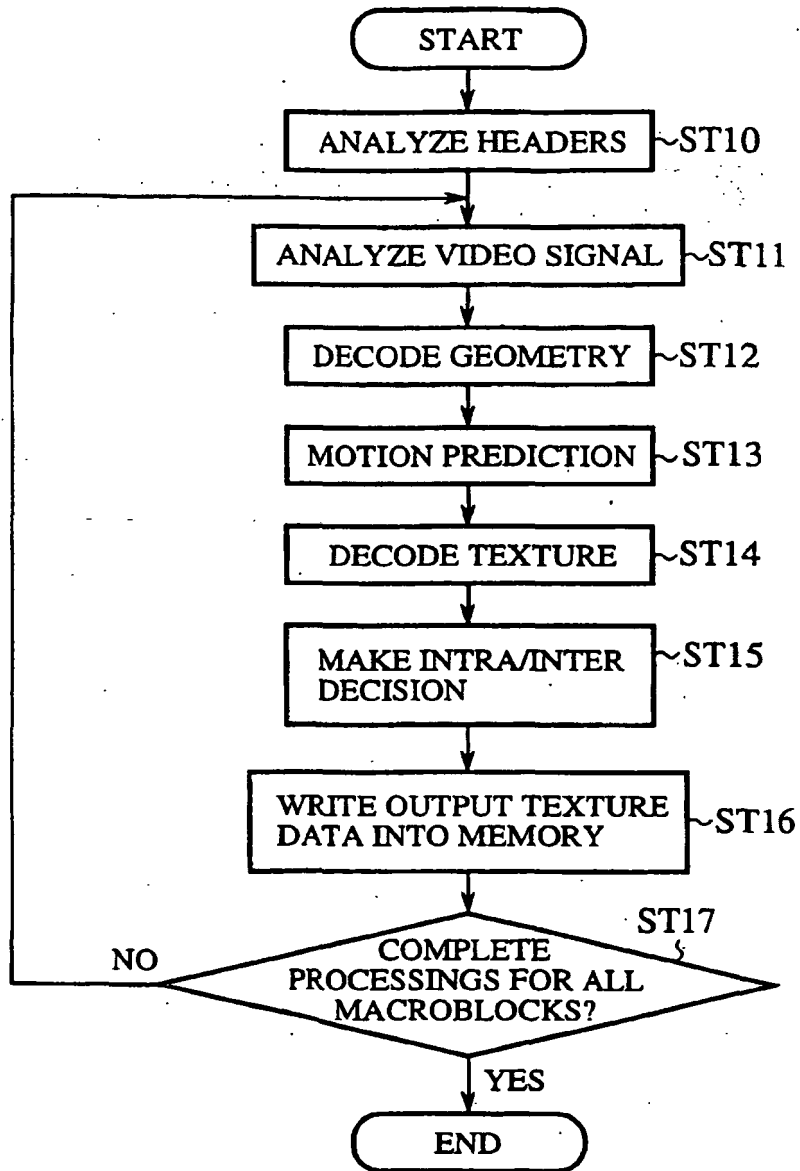 START
ANALYZE HEADERS
ST10
ANALYZE VIDEO SIGNAL
ST11
DECODE GEOMETRY
ST12
MOTION PREDICTION
ST13
DECODE TEXTURE
ST14
MAKE INTRA/INTER
DECISION
ST15
WRITE OUTPUT TEXTURE
DATA INTO MEMORY
ST16
ST17
COMPLETE
PROCESSINGS FOR ALL
MACROBLOCKS?
NO
YES
END